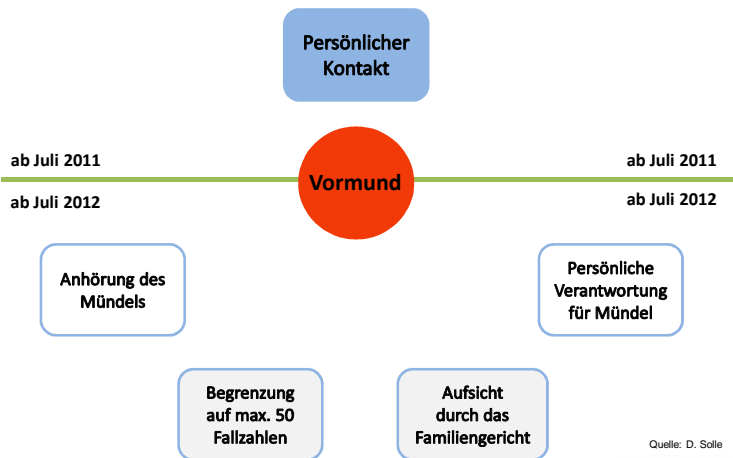 Persönlicher
Kontakt
ab Juli 2011
ab Juli 2011
Vormund
ab Juli 2012
ab Juli 2012
Anhörung des
Mündels
Persönliche
Verantwortung
für Mündel
Begrenzung
auf max. 50
Fallzahlen
Aufsicht
durch das
Familiengericht
Quelle: D. Solle